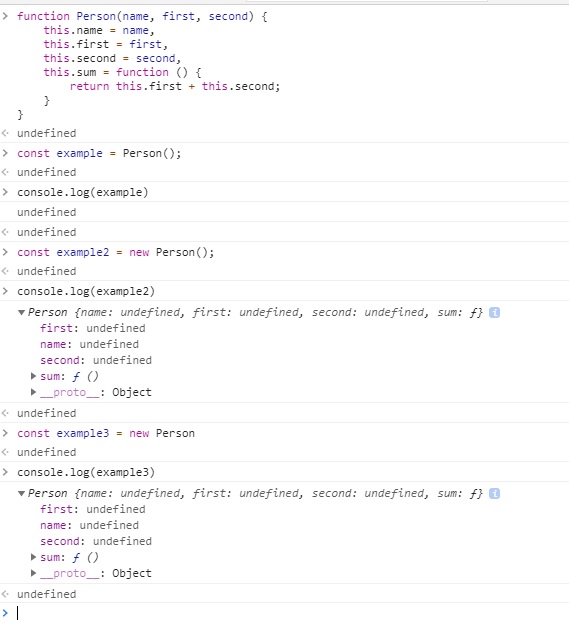 > function Person(name, first, second) {
    this.name = name,
    this.first = first,
    this.second = second,
    this.sum = function () {
        return this.first + this.second;
    }
}
<· undefined
> const example = Person();
<· undefined
> console.log(example)
undefined
<· undefined
> const example2 = new Person();
<· undefined
> console.log(example2)
▼Person {name: undefined, first: undefined, second: undefined, sum: ƒ} i
first: undefined
name: undefined
second: undefined
▶sum: ƒ ()
▶__proto__: Object
<· undefined
> const example3 = new Person
<· undefined
> console.log(example3)
▼Person {name: undefined, first: undefined, second: undefined, sum: ƒ} i
first: undefined
name: undefined
second: undefined
▶sum: ƒ ()
▶__proto__: Object
<· undefined
>